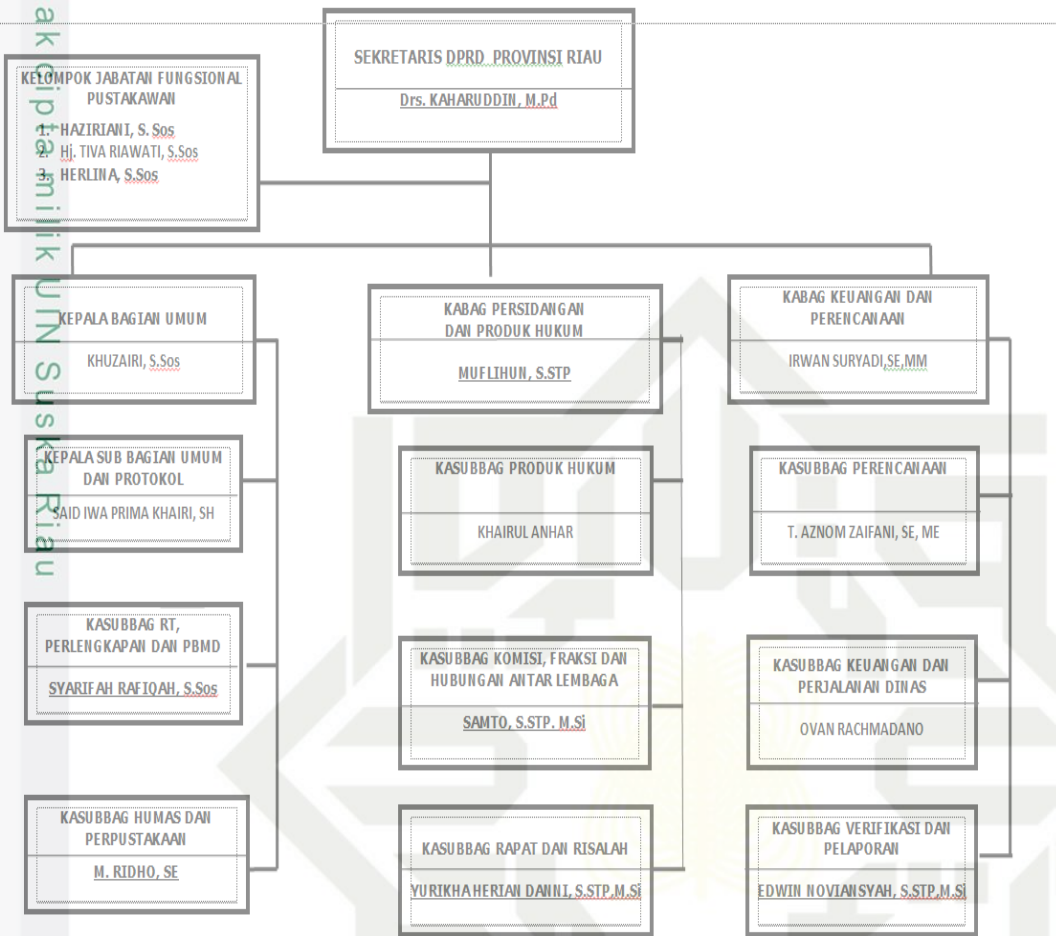 ak cipta milik UIN Suska Riau
SEKRETARIS DPRD PROVINSI RIAU
Drs. KAHARUDDIN, M.Pd
KELOMPOK JABATAN FUNGSIONAL
PUSTAKAWAN
1. HAZIRIANI, S. Sos
2. Hj. TIVA RIAWATI, S.Sos
3. HERLINA, S.Sos
KEPALA BAGIAN UMUM
KHUZAIRI, S.Sos
KEPALA SUB BAGIAN UMUM
DAN PROTOKOL
SAID IWA PRIMA KHAIRI, SH
KASUBBAG RT,
PERLENGKAPAN DAN PBMD
SYARIFAH RAFIQAH, S.Sos
KASUBBAG HUMAS DAN
PERPUSTAKAAN
M. RIDHO, SE
KABAG PERSIDANGAN
DAN PRODUK HUKUM
MUFLIHUN, S.STP
KASUBBAG PRODUK HUKUM
KHAIRUL ANHAR
KASUBBAG KOMISI, FRAKSI DAN
HUBUNGAN ANTAR LEMBAGA
SAMTO, S.STP. M.Si
KASUBBAG RAPAT DAN RISALAH
YURIKHA HERIAN DANNI, S.STP,M.Si
KABAG KEUANGAN DAN
PERENCANAAN
IRWAN SURYADI,SE,MM
KASUBBAG PERENCANAAN
T. AZNOM ZAIFANI, SE, ME
KASUBBAG KEUANGAN DAN
PERJALANAN DINAS
OVAN RACHMADANO
KASUBBAG VERIFIKASI DAN
PELAPORAN
EDWIN NOVIANSYAH, S.STP,M.Si